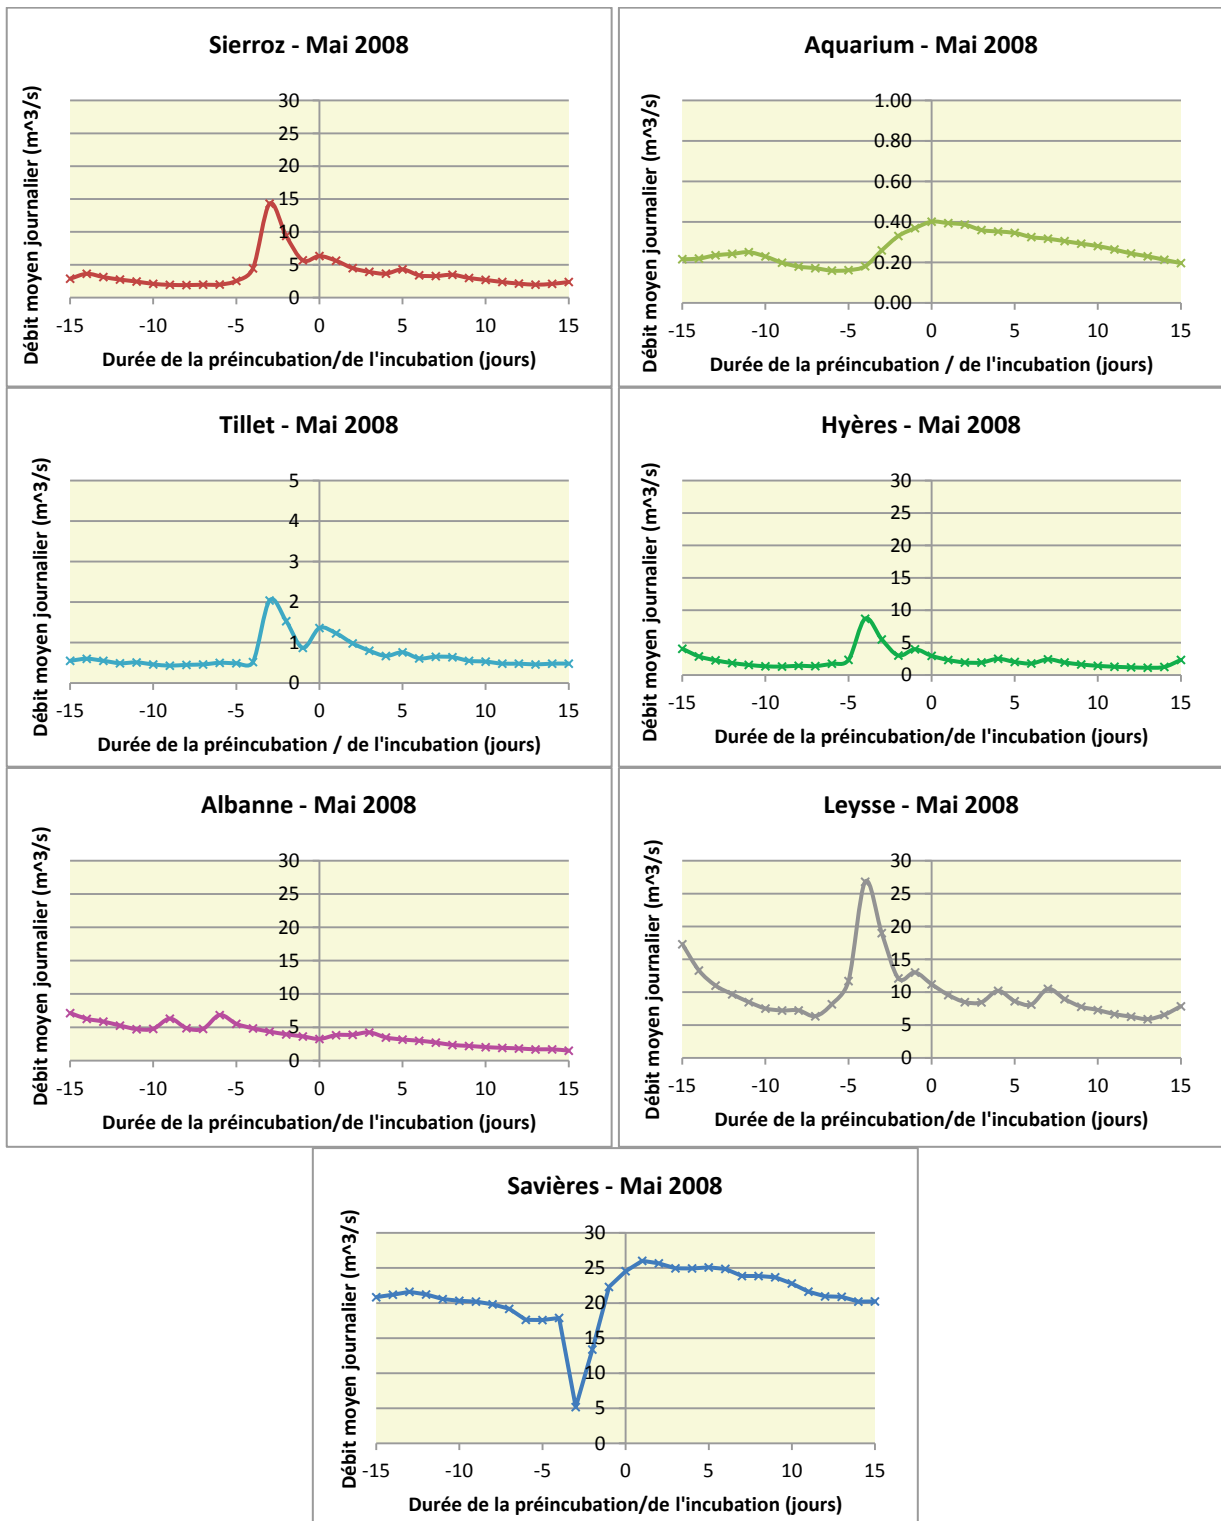 Sierroz - Mai 2008
Débit moyen journalier (m^3/s)
30
25
20
15
10
5
0
-15 -10 -5 0 5 10 15
Durée de la préincubation/de l'incubation (jours)
Aquarium - Mai 2008
Débit moyen journalier (m^3/s)
1.00
0.80
0.60
0.40
0.20
0.00
-15 -10 -5 0 5 10 15
Durée de la préincubation / de l'incubation (jours)
Tillet - Mai 2008
Débit moyen journalier (m^3/s)
5
4
3
2
1
0
-15 -10 -5 0 5 10 15
Durée de la préincubation / de l'incubation (jours)
Hyères - Mai 2008
Débit moyen journalier (m^3/s)
30
25
20
15
10
5
0
-15 -10 -5 0 5 10 15
Durée de la préincubation/de l'incubation (jours)
Albanne - Mai 2008
Débit moyen journalier (m^3/s)
30
25
20
15
10
5
0
-15 -10 -5 0 5 10 15
Durée de la préincubation/de l'incubation (jours)
Leysse - Mai 2008
Débit moyen journalier (m^3/s)
30
25
20
15
10
5
0
-15 -10 -5 0 5 10 15
Durée de la préincubation/de l'incubation (jours)
Savières - Mai 2008
Débit moyen journalier (m^3/s)
30
25
20
15
10
5
0
-15 -10 -5 0 5 10 15
Durée de la préincubation/de l'incubation (jours)